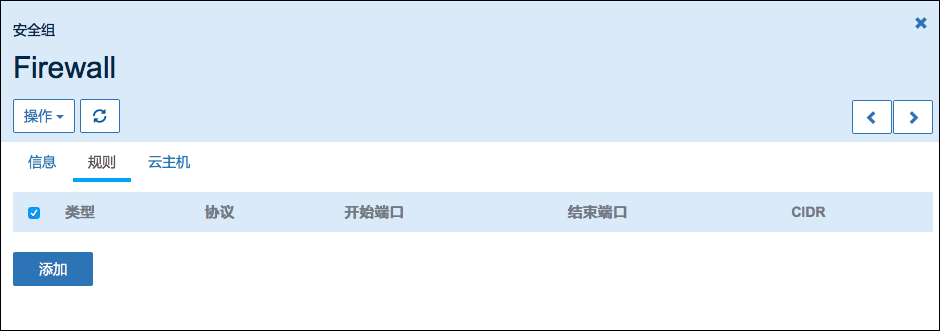 安全组
Firewall
操作
信息 规则 云主机
类型 协议 开始端口 结束端口 CIDR
添加